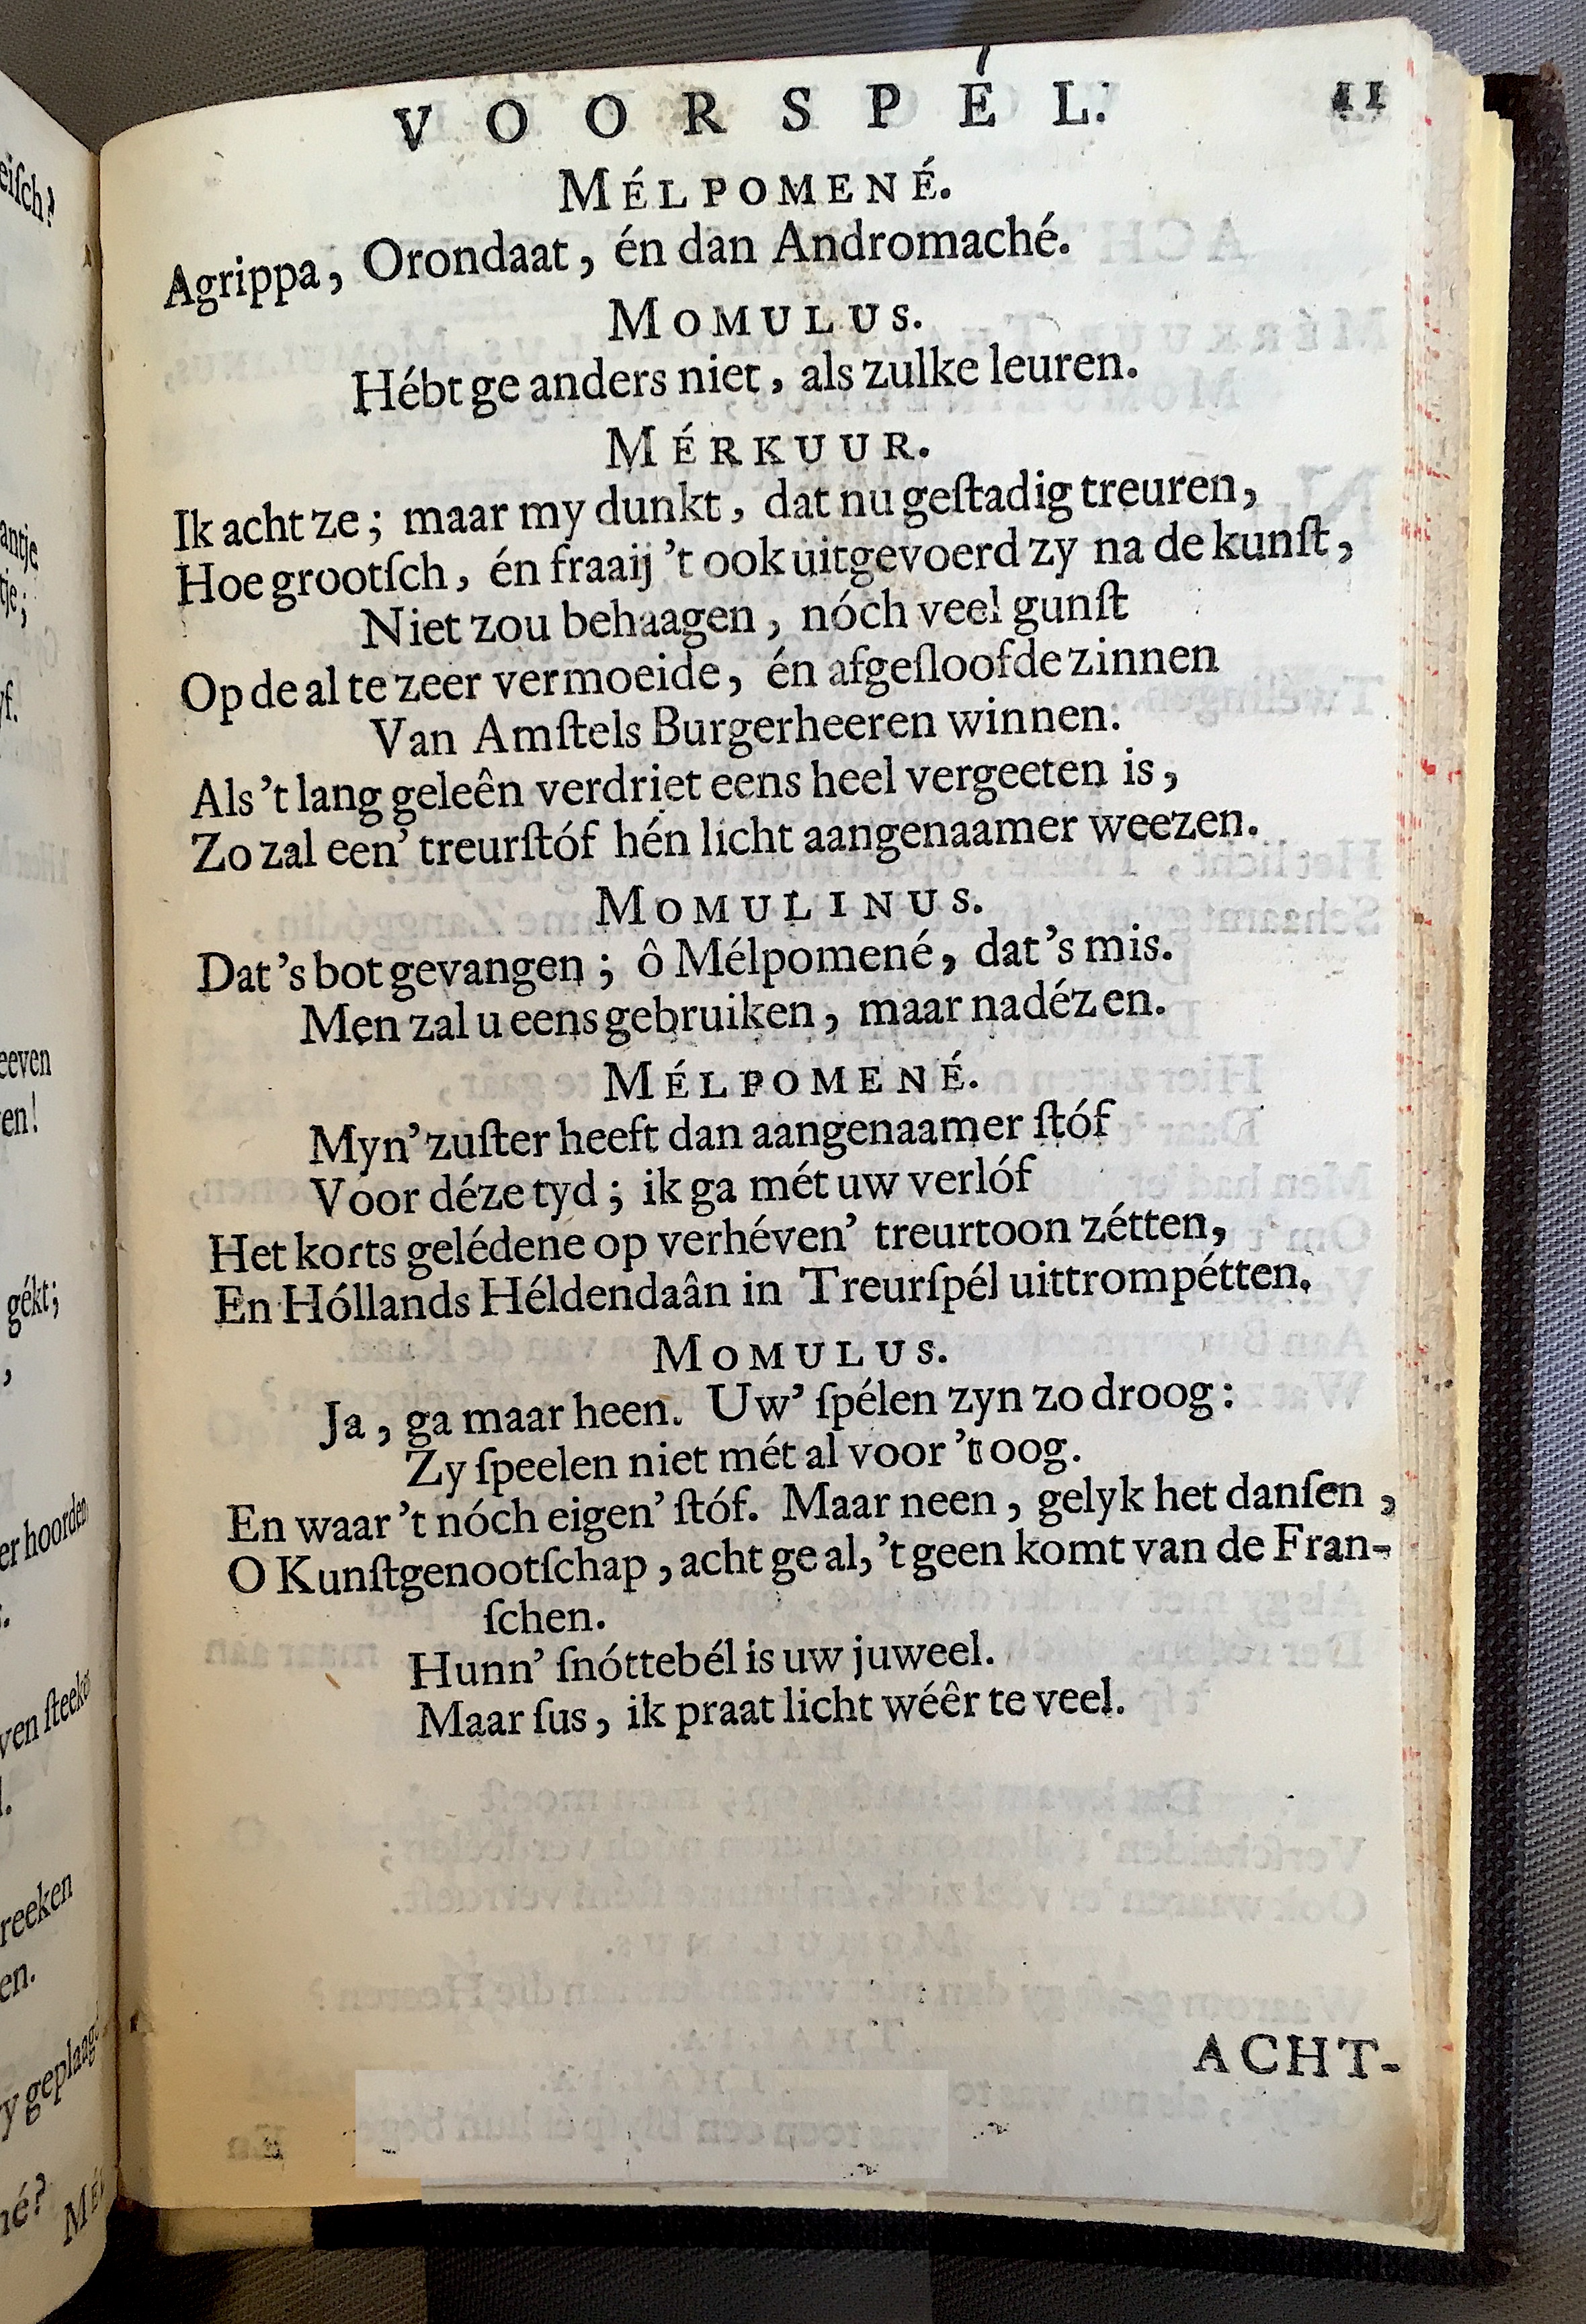 VOORSPÉL. 11
MÉLPOMENÉ.
Agrippa, Orondaat, én dan Andromaché.
MOMULUS.
Hébt ge anders niet, als zulke leuren.
MÉRKUUR.
Ik acht ze; maar my dunkt, dat nu geſtadig treuren,
Hoe grootſch, én fraaij 't ook uitgevoerd zy na de kunſt,
Niet zou behaagen, nóch veel gunſt
Op de al te zeer vermoeide, én afgeſloofde zinnen
Van Amſtels Burgerheeren winnen.
Als 't lang geleên verdriet eens heel vergeeten is,
Zo zal een' treurſtóf hén licht aangenaamer weezen.
MOMULINUS.
Dat 's bot gevangen; ô Mélpomené, dat 's mis.
Men zal u eens gebruiken, maar nadézen.
MÉLPOMENÉ.
Myn' zuſter heeft dan aangenaamer ſtóf
Voor déze tyd; ik ga mét uw verlóf
Het korts gelédene op verhéven' treurtoon zétten,
En Hóllands Héldendaân in Treurſpél uittrompétten.
MOMULUS.
Ja, ga maar heen. Uw' ſpélen zyn zo droog:
Zy ſpeelen niet mét al voor 't oog.
En waar 't nóch eigen' ſtóf. Maar neen, gelyk het danſen,
O Kunſtgenootſchap, acht ge al, 't geen komt van de Fran-
ſchen.
Hunn' ſnóttebél is uw juweel.
Maar ſus, ik praat licht wéêr te veel.
ACHT-